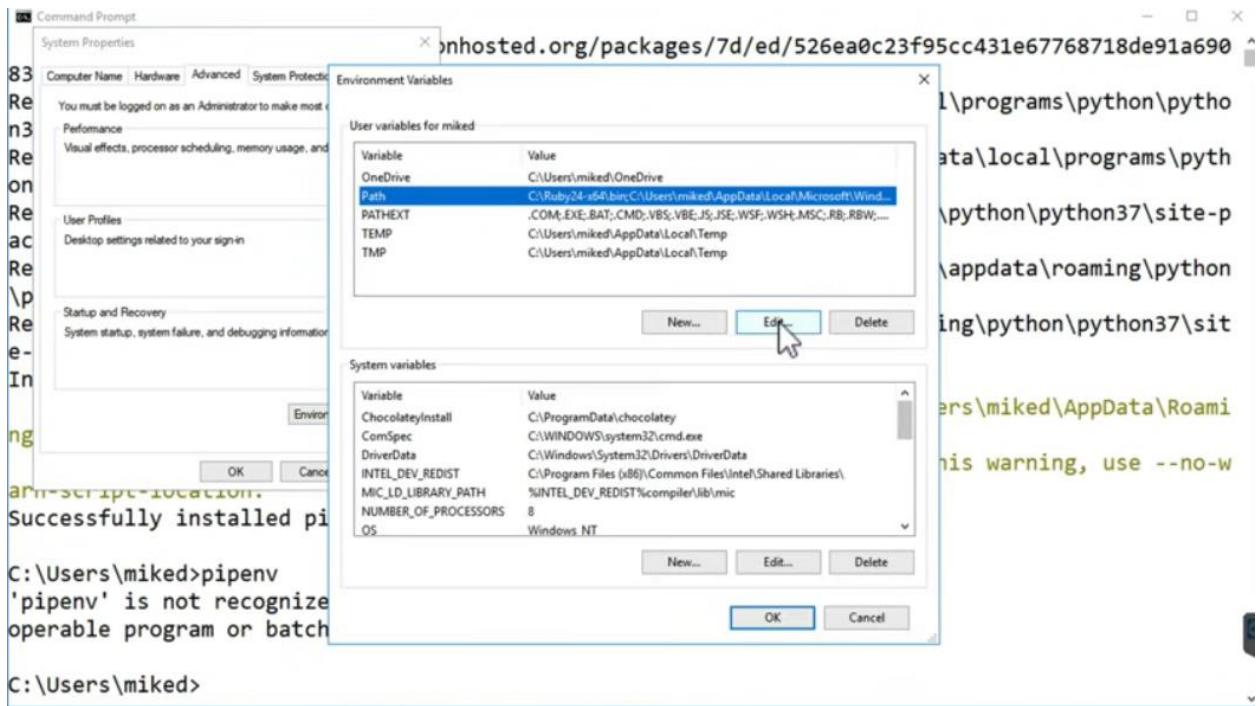 Command Prompt
System Properties
onhosted.org/packages/7d/ed/526ea0c23f95cc431e67768718de91a690
83
Computer Name Hardware Advanced System Protectio
Environment Variables
Re
You must be logged on as an Administrator to make most
l\programs\python\pytho
n3
Performance
Visual effects, processor scheduling, memory usage, and
User variables for miked
Re
ata\local\programs\pyth
on
Variable Value
OneDrive C:\Users\miked\OneDrive
Path C:\Ruby24-x64\bin;C:\Users\miked\AppData\Local\Microsoft\Wind...
PATHEXT .COM;.EXE;.BAT;.CMD;.VBS;.VBE;.JS;.JSE;.WSF;.WSH;.MSC;.RB;.RBW;....
TEMP C:\Users\miked\AppData\Local\Temp
TMP C:\Users\miked\AppData\Local\Temp
Re
User Profiles
\python\python37\site-p
ac
Desktop settings related to your sign-in
Re
\appdata\roaming\python
\p
Startup and Recovery
Re
System startup, system failure, and debugging information
New... Edit... Delete
ing\python\python37\sit
e-
System variables
In
Variable Value
ChocolateyInstall C:\ProgramData\chocolatey
ComSpec C:\WINDOWS\system32\cmd.exe
DriverData C:\Windows\System32\Drivers\DriverData
INTEL_DEV_REDIST C:\Program Files (x86)\Common Files\Intel\Shared Libraries\
MIC_LD_LIBRARY_PATH %INTEL_DEV_REDIST%compiler\lib\mic
NUMBER_OF_PROCESSORS 8
OS Windows_NT
Environ
ers\miked\AppData\Roami
ng
OK Cance
his warning, use --no-w
arn-script-location.
Successfully installed pi
New... Edit... Delete
OK Cancel
C:\Users\miked>pipenv
'pipenv' is not recognize
operable program or batch
C:\Users\miked>